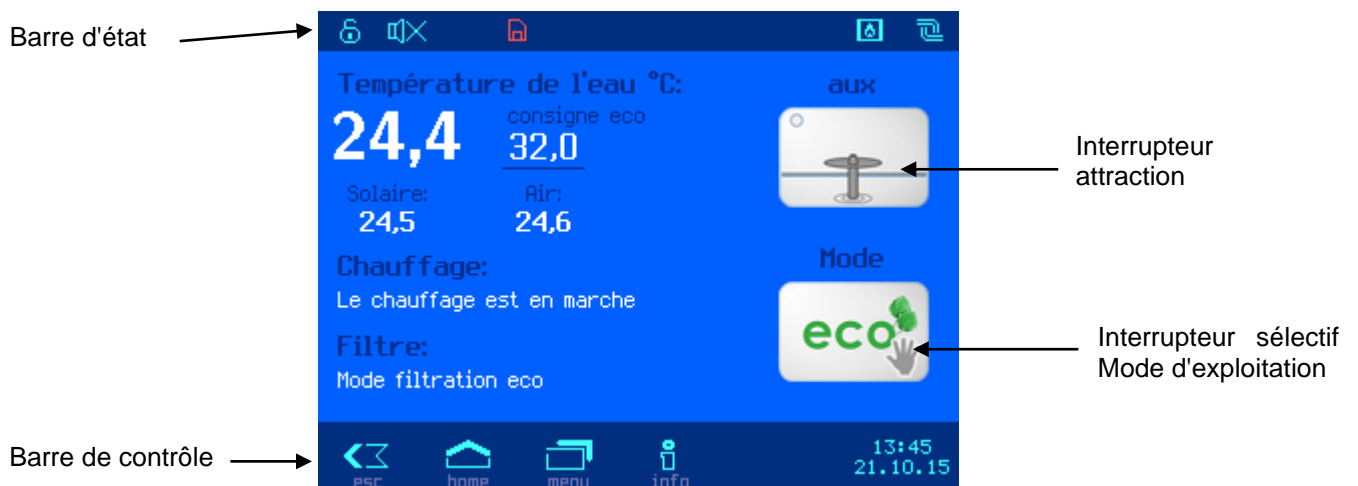 Barre d'état
Température de l'eau °C:
aux
24,4
consigne eco
32,0
Interrupteur
attraction
Solaire:
Air:
24,5
24,6
Chauffage:
Mode
Le chauffage est en marche
eco
Interrupteur sélectif
Mode d'exploitation
Filtre:
Mode filtration eco
Barre de contrôle
13:45
21.10.15
esc
home
menu
info